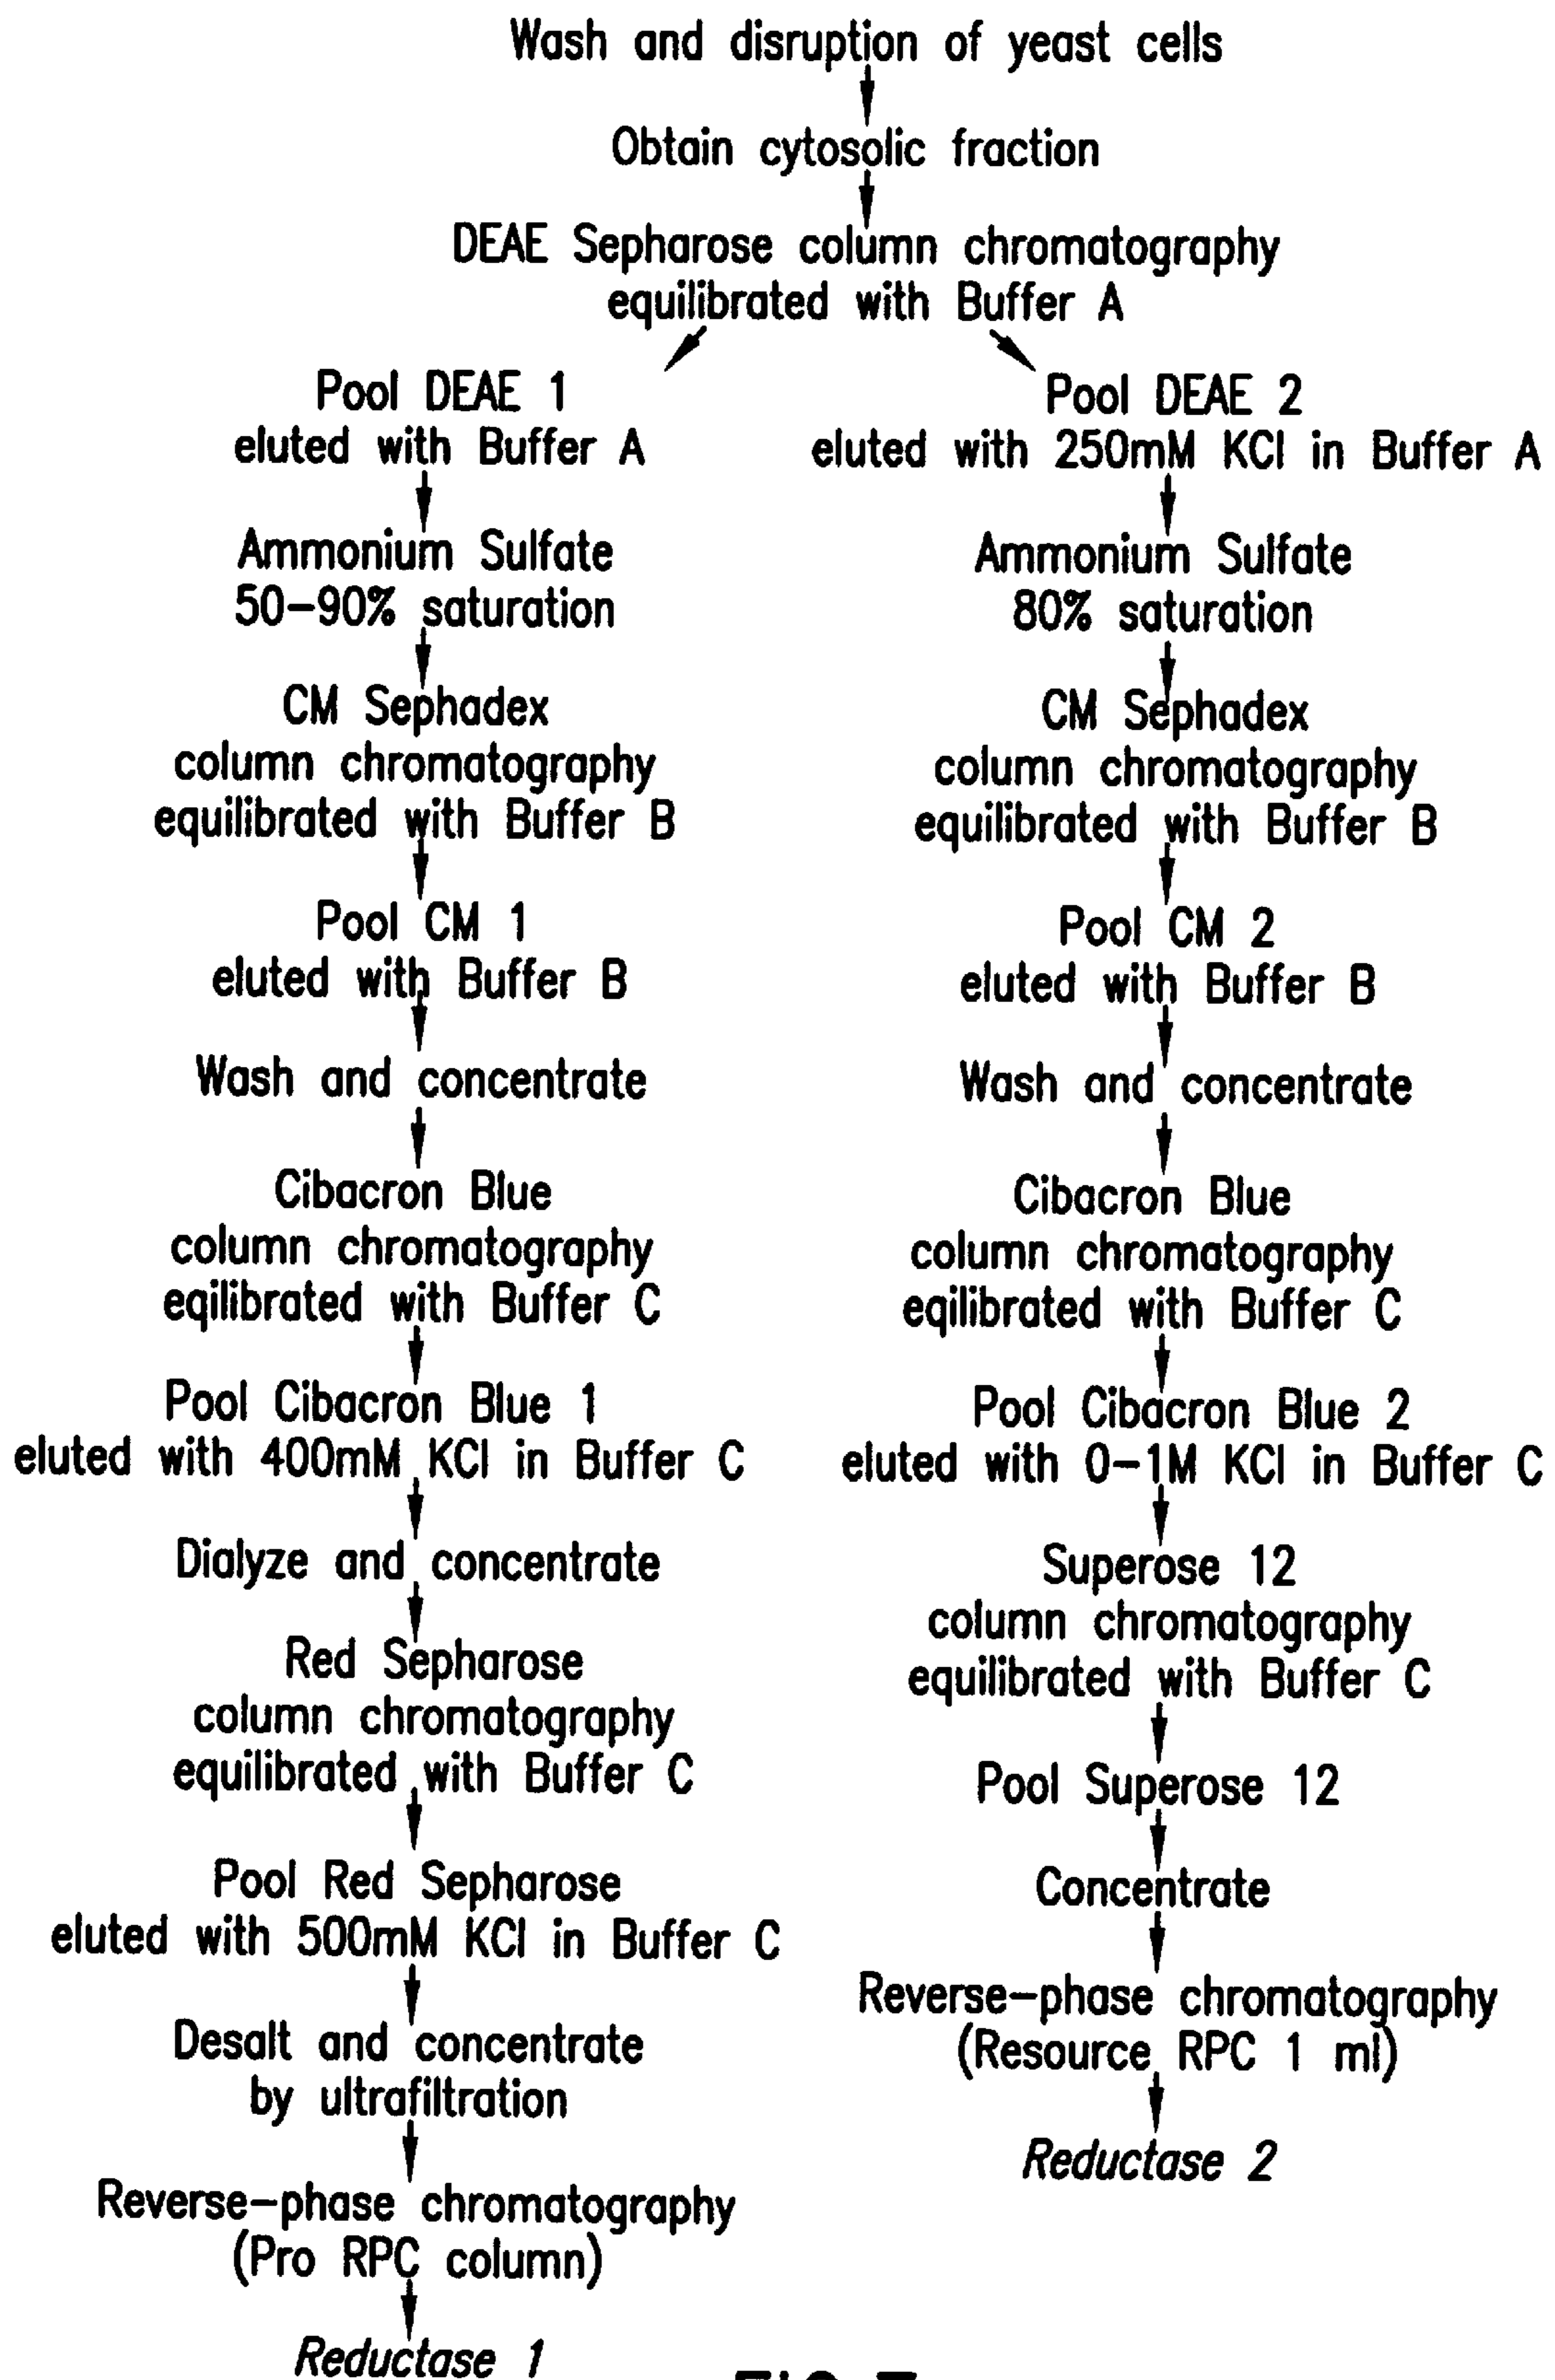 Wash and disruption of yeast cells
Obtain cytosolic fraction
DEAE Sepharose column chromatography
equilibrated with Buffer A
Pool DEAE 1
eluted with Buffer A
Ammonium Sulfate
50-90% saturation
CM Sephadex
column chromatography
equilibrated with Buffer B
Pool CM 1
eluted with Buffer B
Wash and concentrate
Cibacron Blue
column chromatography
eqilibrated with Buffer C
Pool Cibacron Blue 1
eluted with 400mM KCl in Buffer C
Dialyze and concentrate
Red Sepharose
column chromatography
equilibrated with Buffer C
Pool Red Sepharose
eluted with 500mM KCl in Buffer C
Desalt and concentrate
by ultrafiltration
Reverse-phase chromatography
(Pro RPC column)
Reductase 1
Pool DEAE 2
eluted with 250mM KCl in Buffer A
Ammonium Sulfate
80% saturation
CM Sephadex
column chromatography
equilibrated with Buffer B
Pool CM 2
eluted with Buffer B
Wash and concentrate
Cibacron Blue
column chromatography
eqilibrated with Buffer C
Pool Cibacron Blue 2
eluted with 0-1M KCl in Buffer C
Superose 12
column chromatography
equilibrated with Buffer C
Pool Superose 12
Concentrate
Reverse-phase chromatography
(Resource RPC 1 ml)
Reductase 2